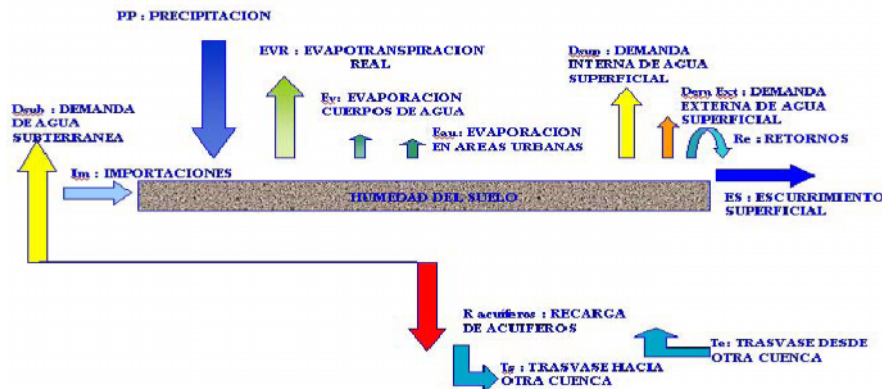 PP : PRECIPITACION
EVR : EVAPOTRANSPIRACION
REAL
Ev: EVAPORACION
CUERPOS DE AGUA
Eau: EVAPORACION
EN AREAS URBANAS
Dsup : DEMANDA
INTERNA DE AGUA
SUPERFICIAL
Dem Ext : DEMANDA
EXTERNA DE AGUA
SUPERFICIAL
Re : RETORNOS
Dsub : DEMANDA
DE AGUA
SUBTERRANEA
Im : IMPORTACIONES
HUMEDAD DEL SUELO
ES : ESCURRIMIENTO
SUPERFICIAL
R acuiferos : RECARGA
DE ACUIFEROS
Ts : TRASVASE HACIA
OTRA CUENCA
Te: TRASVASE DESDE
OTRA CUENCA